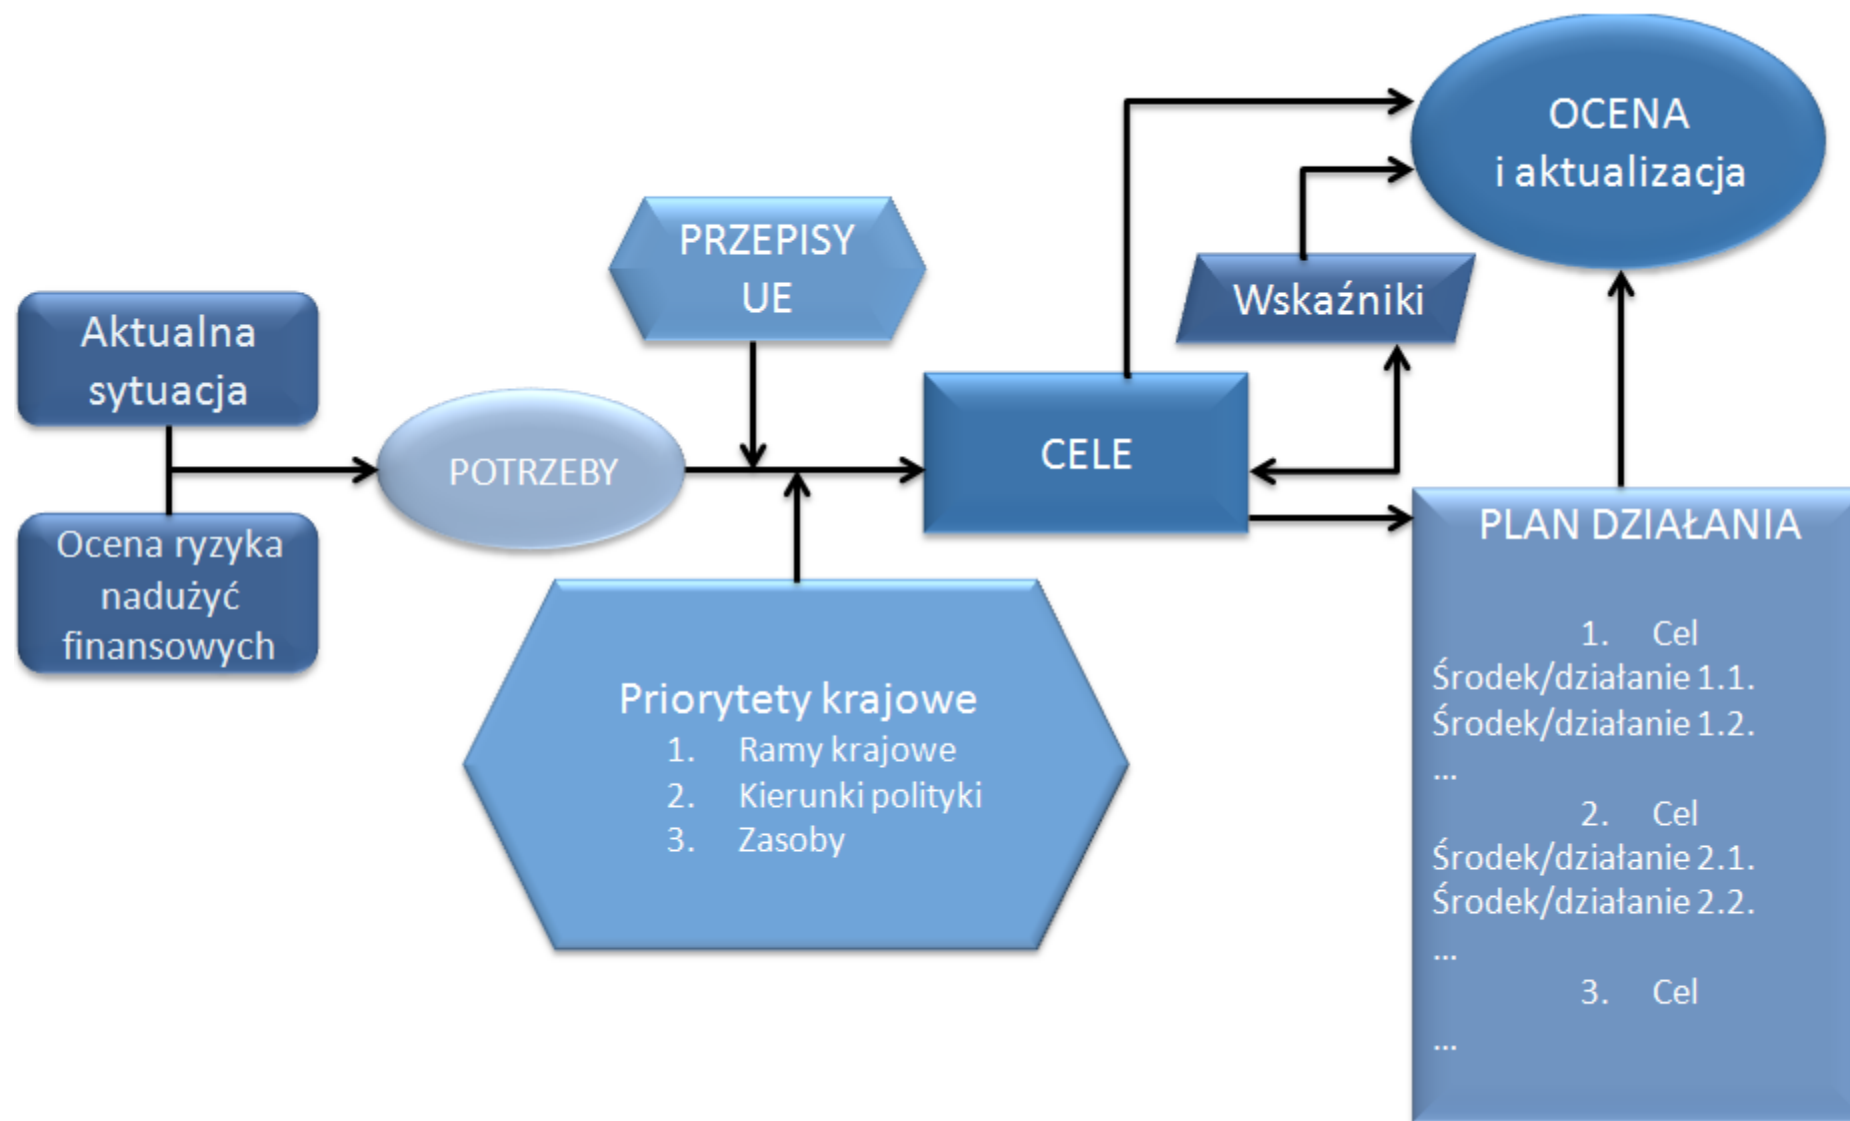 Aktualna
sytuacja
Ocena ryzyka
nadużyć
finansowych
POTRZEBY
PRZEPISY
UE
Priorytety krajowe
1. Ramy krajowe
2. Kierunki polityki
3. Zasoby
CELE
Wskaźniki
OCENA
i aktualizacja
PLAN DZIAŁANIA
1. Cel
Środek/działanie 1.1.
Środek/działanie 1.2.
...
2. Cel
Środek/działanie 2.1.
Środek/działanie 2.2.
...
3. Cel
...